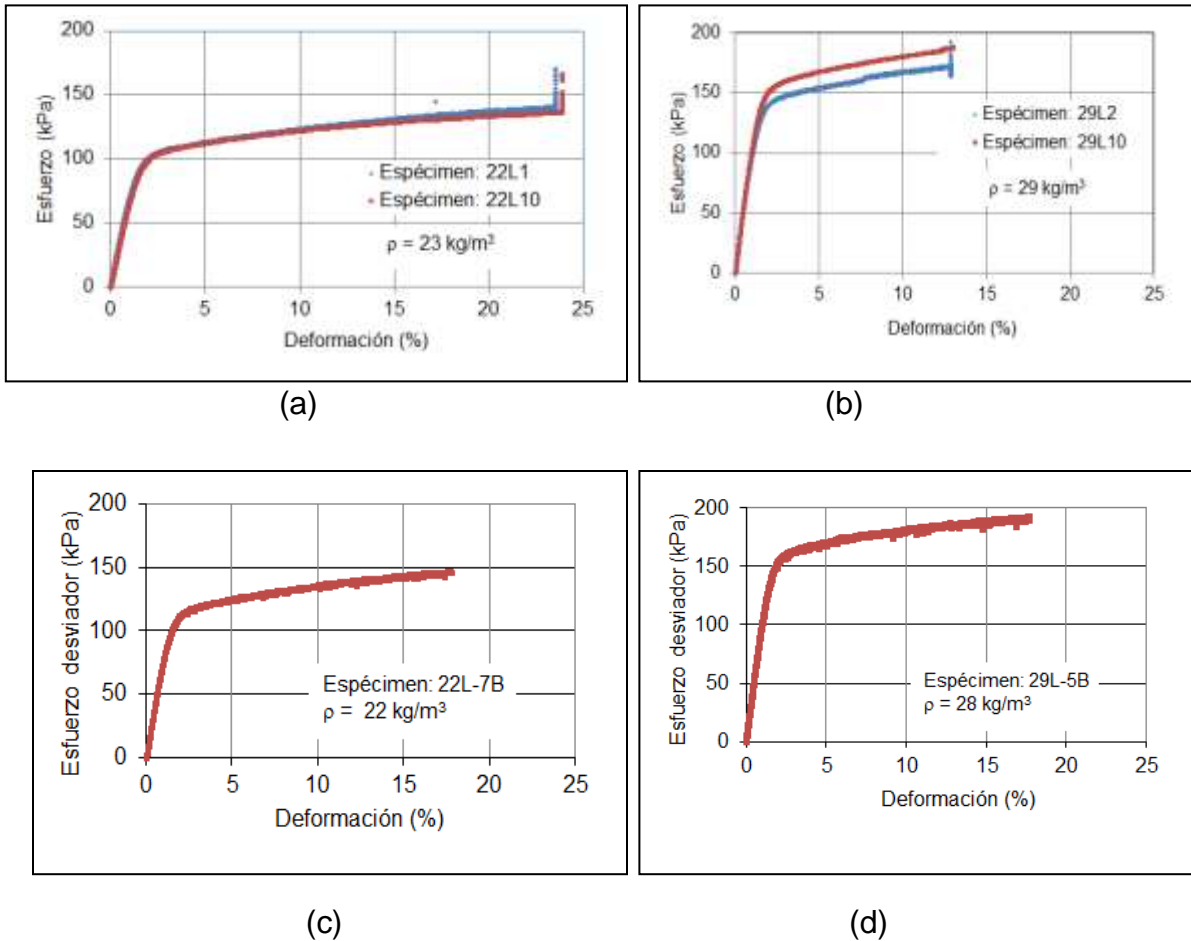 Esfuerzo (kPa)
200
150
100
50
0
0 5 10 15 20 25
Deformación (%)
Espécimen: 22L1
Espécimen: 22L10
ρ = 23 kg/m³
(a)
Esfuerzo (kPa)
200
150
100
50
0
0 5 10 15 20 25
Deformación (%)
Espécimen: 29L2
Espécimen: 29L10
ρ = 29 kg/m³
(b)
Esfuerzo desviador (kPa)
200
150
100
50
0
0 5 10 15 20 25
Deformación (%)
Espécimen: 22L-7B
ρ = 22 kg/m³
(c)
Esfuerzo desviador (kPa)
200
150
100
50
0
0 5 10 15 20 25
Deformación (%)
Espécimen: 29L-5B
ρ = 28 kg/m³
(d)